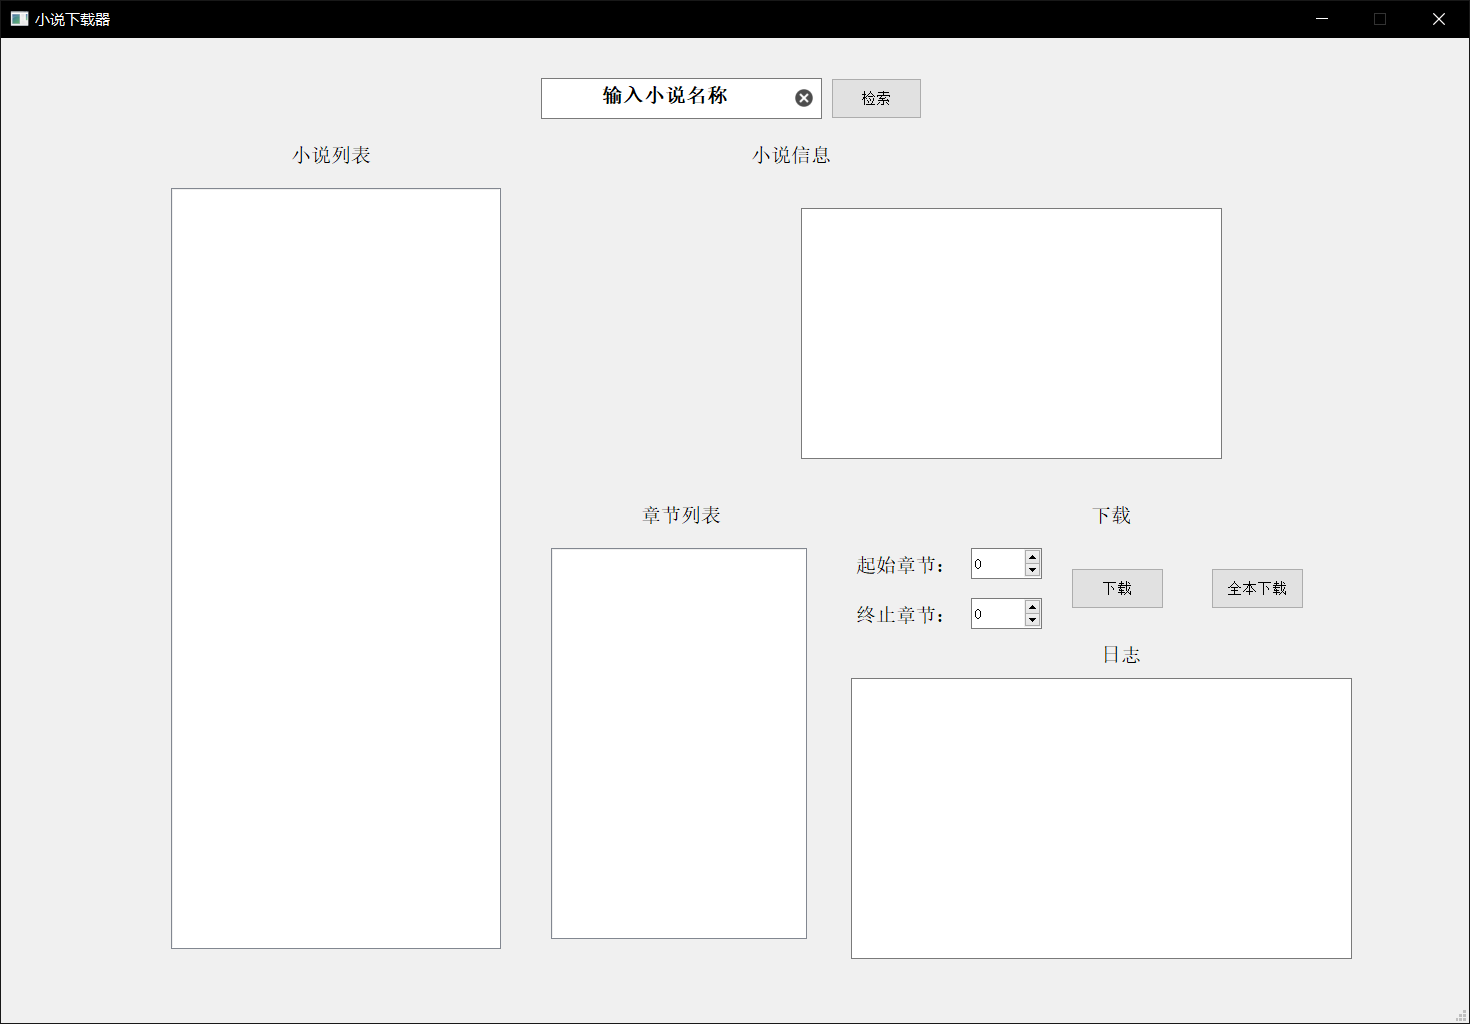 小说下载器
输入小说名称
检索
小说列表
小说信息
章节列表
下载
起始章节：
0
终止章节：
0
下载
全本下载
日志